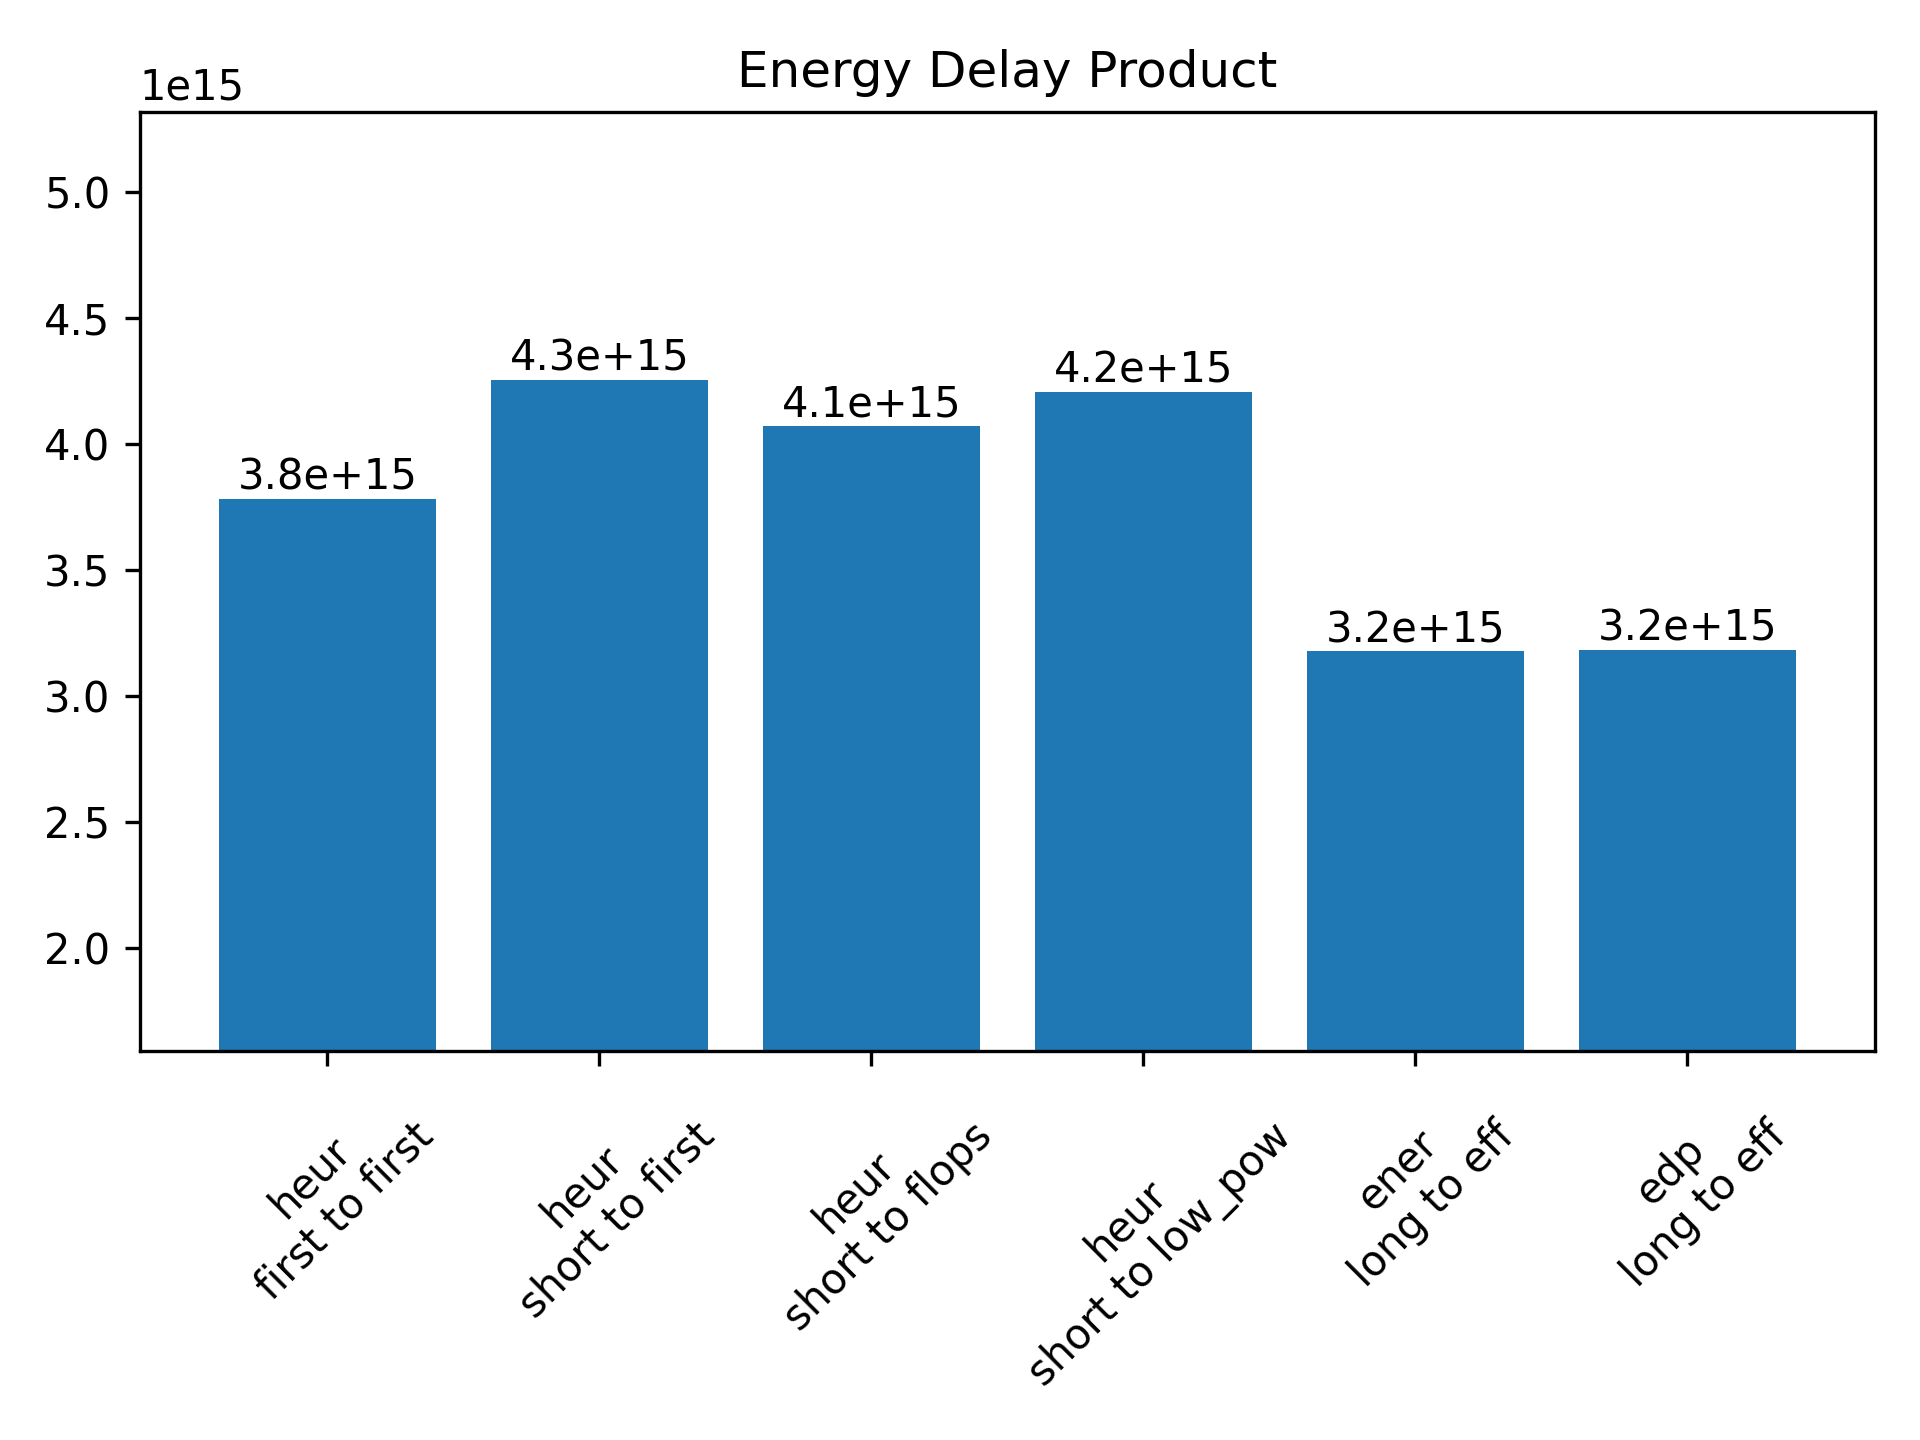 Energy Delay Product
1e15
5.0
4.5
4.0
3.5
3.0
2.5
2.0
3.8e+15
4.3e+15
4.1e+15
4.2e+15
3.2e+15
3.2e+15
heur
first to first
heur
short to first
heur
short to flops
heur
short to low_pow
ener
long to eff
edp
long to eff